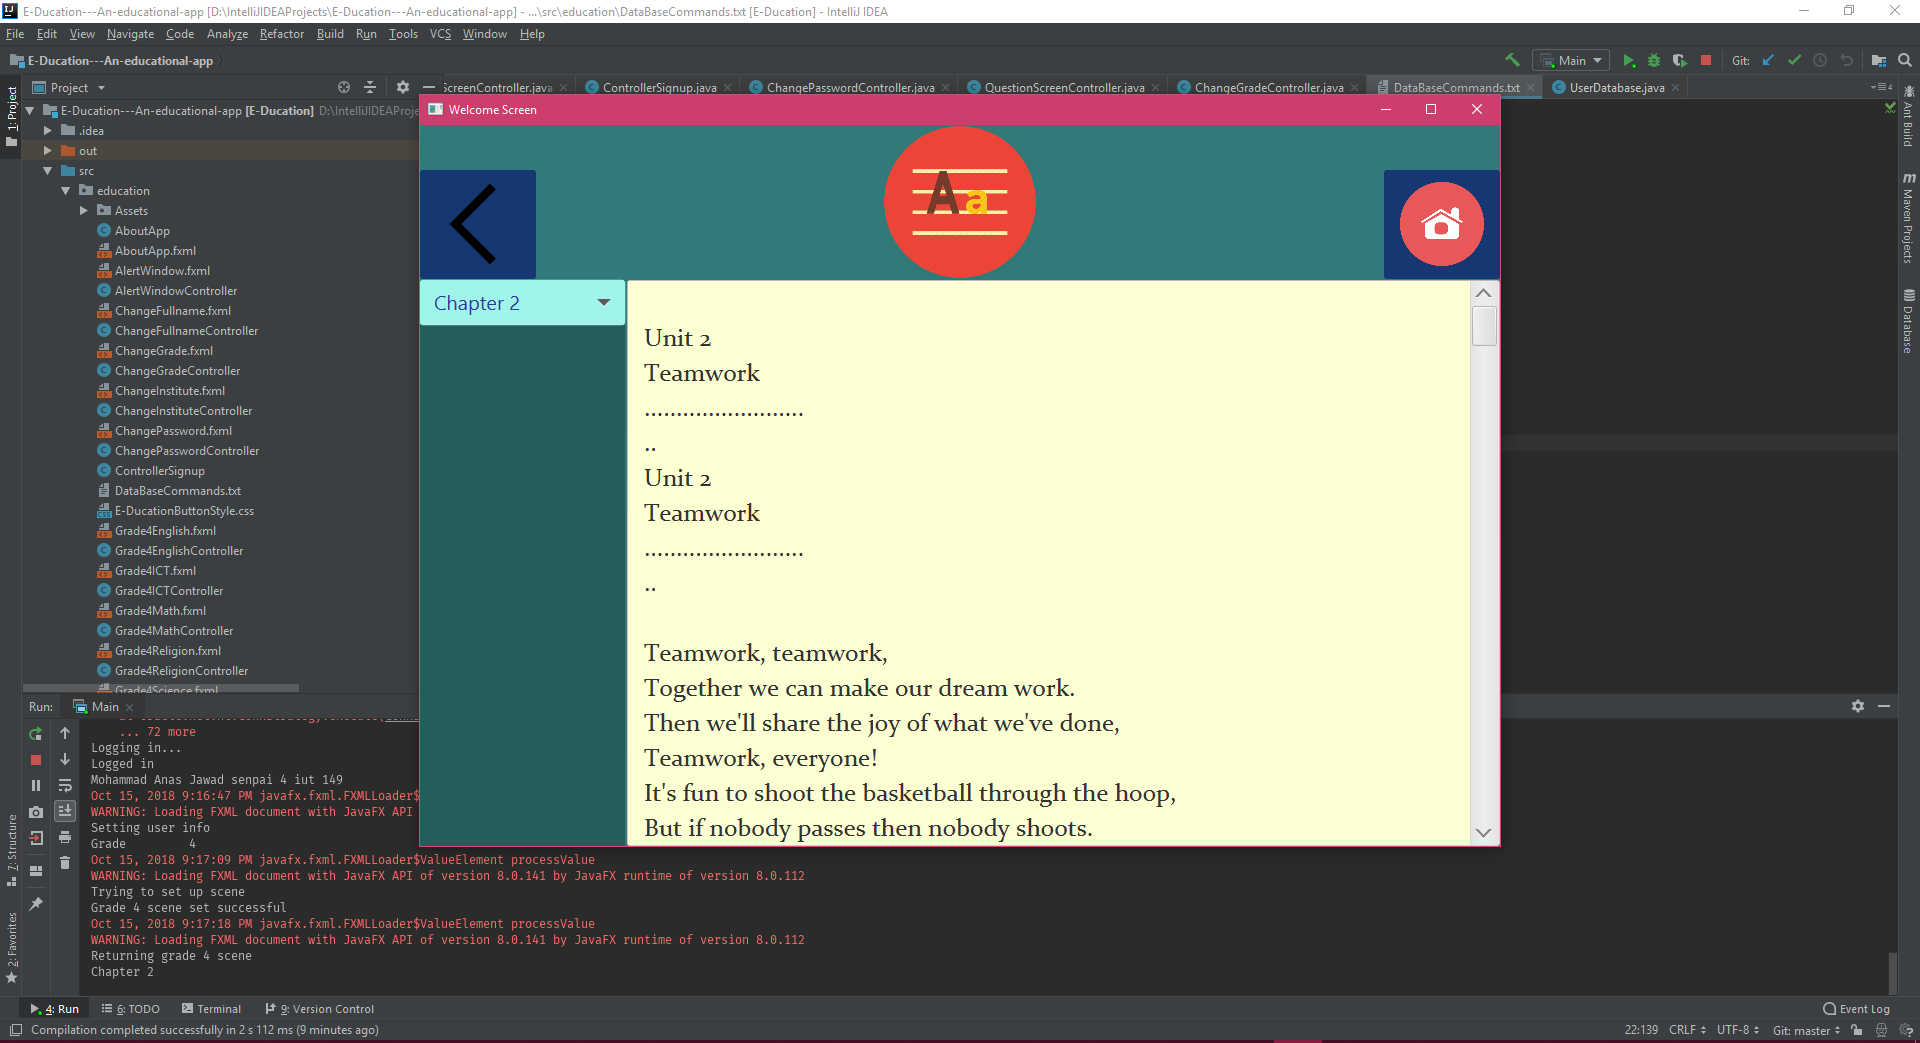 E-Ducation---An-educational-app [D:\IntelliJIDEAProjects\E-Ducation---An-educational-app] - ...\src\education\DataBaseCommands.txt [E-Ducation] - IntelliJ IDEA
File Edit View Navigate Code Analyze Refactor Build Run Tools VCS Window Help
E-Ducation---An-educational-app
Main
Git:
Project
ScreenController.java
ControllerSignup.java
ChangePasswordController.java
QuestionScreenController.java
ChangeGradeController.java
DataBaseCommands.txt
UserDatabase.java
1: Project
E-Ducation---An-educational-app [E-Ducation] D:\IntelliJIDEAProje
.idea
out
src
education
Assets
AboutApp
AboutApp.fxml
AlertWindow.fxml
AlertWindowController
ChangeFullname.fxml
ChangeFullnameController
ChangeGrade.fxml
ChangeGradeController
ChangeInstitute.fxml
ChangeInstituteController
ChangePassword.fxml
ChangePasswordController
ControllerSignup
DataBaseCommands.txt
E-DucationButtonStyle.css
Grade4English.fxml
Grade4EnglishController
Grade4ICT.fxml
Grade4ICTController
Grade4Math.fxml
Grade4MathController
Grade4Religion.fxml
Grade4ReligionController
Grade4Science.fxml
Welcome Screen
Aa
Chapter 2
Unit 2
Teamwork
.........................
..
Unit 2
Teamwork
.........................
..
Teamwork, teamwork,
Together we can make our dream work.
Then we'll share the joy of what we've done,
Teamwork, everyone!
It's fun to shoot the basketball through the hoop,
But if nobody passes then nobody shoots.
Ant Build
Maven Projects
Database
Run: Main
... 72 more
Logging in...
Logged in
Mohammad Anas Jawad senpai 4 iut 149
Oct 15, 2018 9:16:47 PM javafx.fxml.FXMLLoader$
WARNING: Loading FXML document with JavaFX API
Setting user info
Grade 4
Oct 15, 2018 9:17:09 PM javafx.fxml.FXMLLoader$ValueElement processValue
WARNING: Loading FXML document with JavaFX API of version 8.0.141 by JavaFX runtime of version 8.0.112
Trying to set up scene
Grade 4 scene set successful
Oct 15, 2018 9:17:18 PM javafx.fxml.FXMLLoader$ValueElement processValue
WARNING: Loading FXML document with JavaFX API of version 8.0.141 by JavaFX runtime of version 8.0.112
Returning grade 4 scene
Chapter 2
7: Structure
2: Favorites
4: Run 6: TODO Terminal 9: Version Control
Event Log
Compilation completed successfully in 2 s 112 ms (9 minutes ago)
22:139 CRLF UTF-8 Git: master